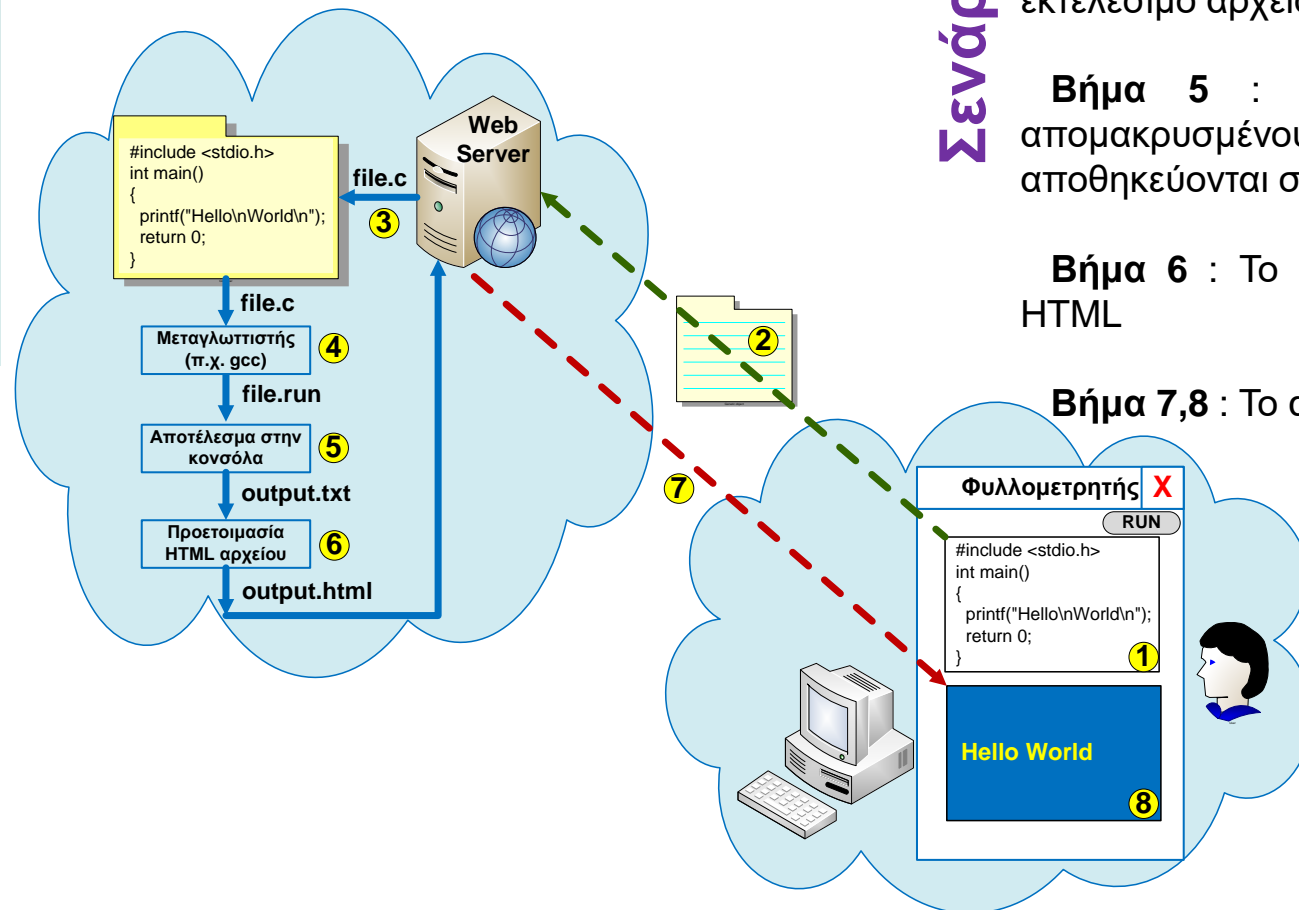 εκτελέσιμο
Βήμα 5 :
αποθηκεύονται
Βήμα 6 : Το
HTML
Βήμα 7,8 : Το
Web
Server
#include <stdio.h>
int main()
{
printf("Hello\nWorld\n");
return 0;
}
file.c
3
file.c
Μεταγλωττιστής
(π.χ. gcc)
4
file.run
Αποτέλεσμα στην
κονσόλα
5
output.txt
Προετοιμασία
HTML αρχείου
6
output.html
2
7
Φυλλομετρητής X
RUN
#include <stdio.h>
int main()
{
printf("Hello\nWorld\n");
return 0;
}
1
Hello World
8